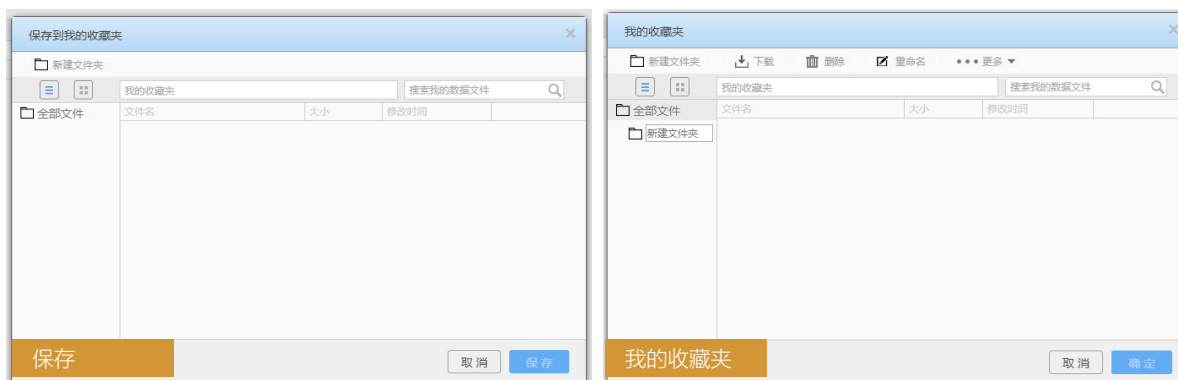 保存到我的收藏夹
新建文件夹
我的收藏夹 搜索我的数据文件
全部文件 文件名 大小 修改时间
保存 取消 保存
我的收藏夹
新建文件夹 下载 删除 重命名 更多
我的收藏夹 搜索我的数据文件
全部文件 文件名 大小 修改时间
新建文件夹
我的收藏夹 取消 确定